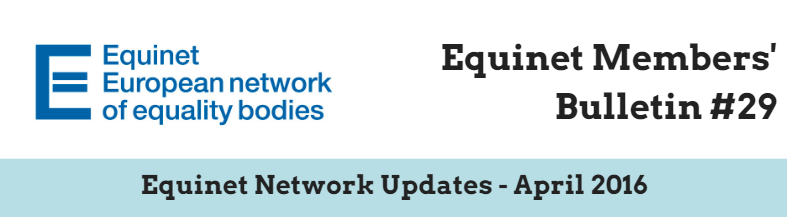 Equinet
European network
of equality bodies
Equinet Members'
Bulletin #29
Equinet Network Updates - April 2016